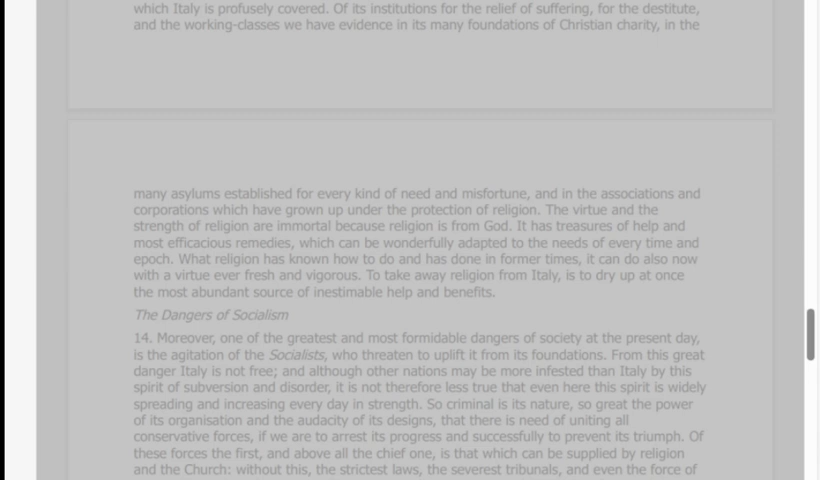 which Italy is profusely covered. Of its institutions for the relief of suffering, for the destitute,
and the working-classes we have evidence in its many foundations of Christian charity, in the
many asylums established for every kind of need and misfortune, and in the associations and
corporations which have grown up under the protection of religion. The virtue and the
strength of religion are immortal because religion is from God. It has treasures of help and
most efficacious remedies, which can be wonderfully adapted to the needs of every time and
epoch. What religion has known how to do and has done in former times, it can do also now
with a virtue ever fresh and vigorous. To take away religion from Italy, is to dry up at once
the most abundant source of inestimable help and benefits.
The Dangers of Socialism
14. Moreover, one of the greatest and most formidable dangers of society at the present day,
is the agitation of the Socialists, who threaten to uplift it from its foundations. From this great
danger Italy is not free; and although other nations may be more infested than Italy by this
spirit of subversion and disorder, it is not therefore less true that even here this spirit is widely
spreading and increasing every day in strength. So criminal is its nature, so great the power
of its organisation and the audacity of its designs, that there is need of uniting all
conservative forces, if we are to arrest its progress and successfully to prevent its triumph. Of
these forces the first, and above all the chief one, is that which can be supplied by religion
and the Church: without this, the strictest laws, the severest tribunals, and even the force of